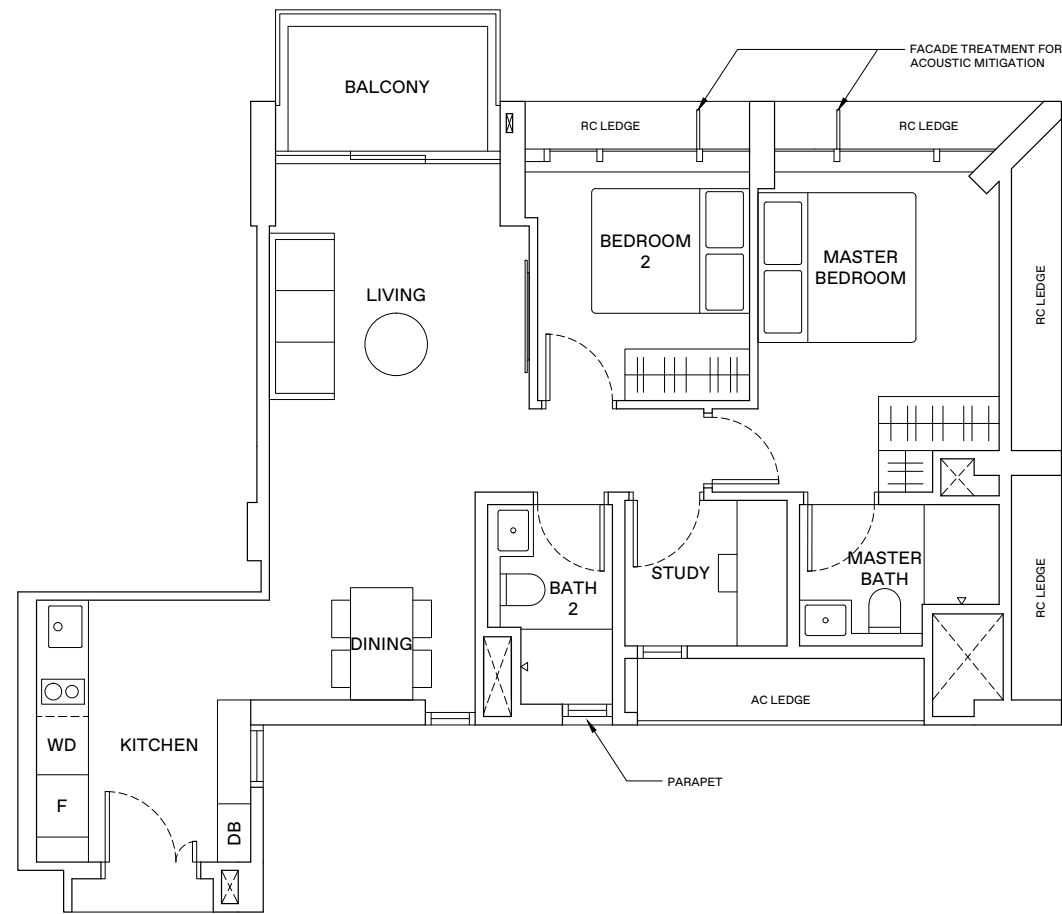 FACADE TREATMENT FOR
ACOUSTIC MITIGATION
BALCONY
RC LEDGE
RC LEDGE
BEDROOM
2
MASTER
BEDROOM
LIVING
RC LEDGE
STUDY
MASTER
BATH
BATH
2
RC LEDGE
DINING
AC LEDGE
WD
KITCHEN
PARAPET
F
DB